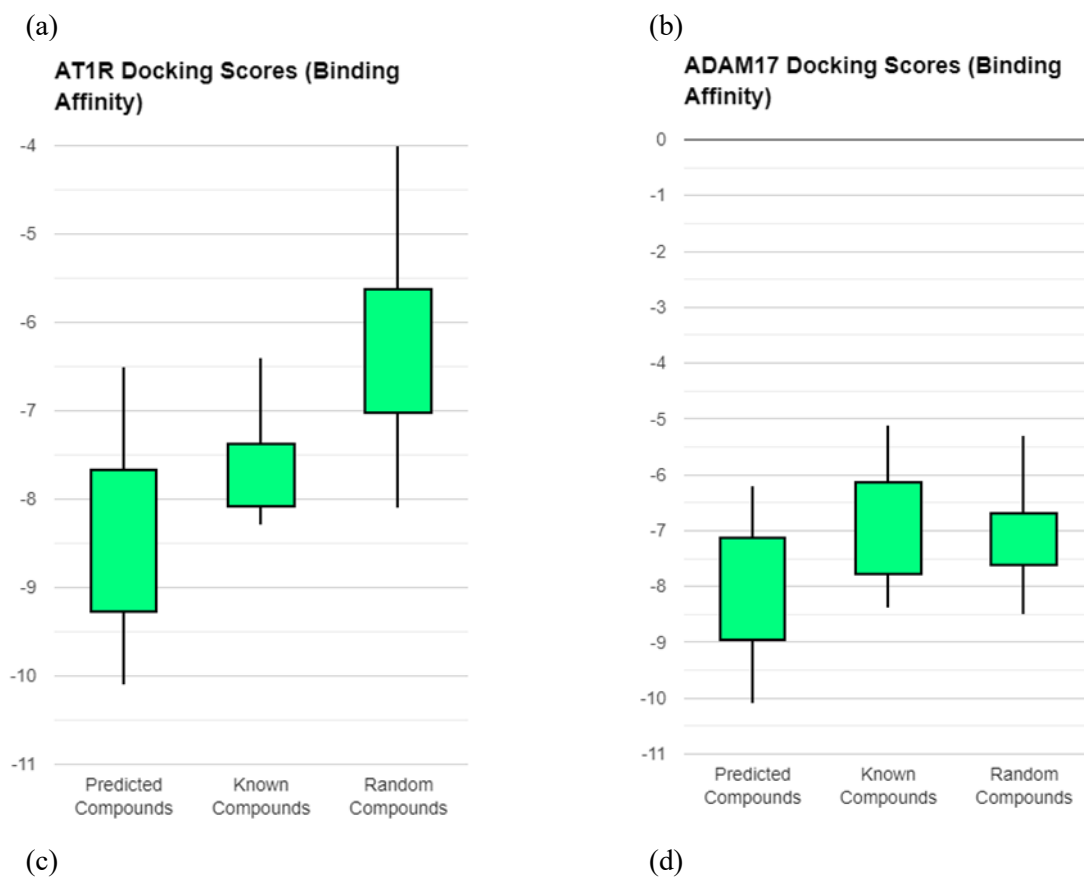 (a)
AT1R Docking Scores (Binding
Affinity)
-4
-5
-6
-7
-8
-9
-10
-11
Predicted
Compounds
Known
Compounds
Random
Compounds
(b)
ADAM17 Docking Scores (Binding
Affinity)
0
-1
-2
-3
-4
-5
-6
-7
-8
-9
-10
-11
Predicted
Compounds
Known
Compounds
Random
Compounds
(c)
(d)